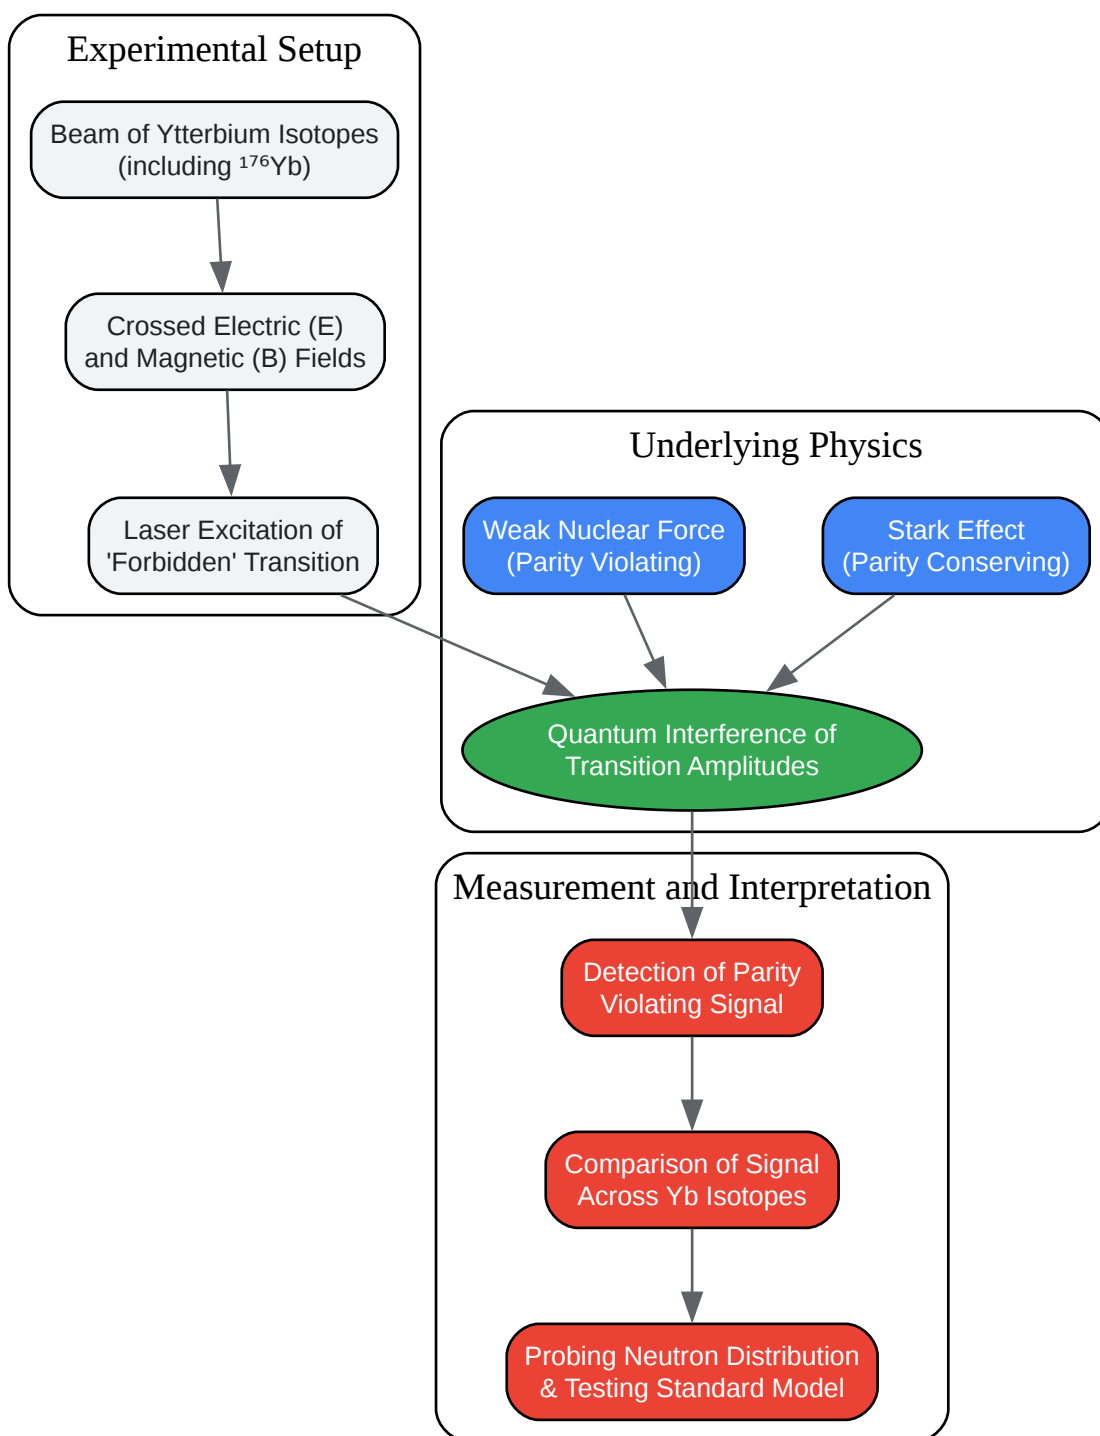 Experimental Setup
Beam of Ytterbium Isotopes
(including ¹⁷⁶Yb)
Crossed Electric (E)
and Magnetic (B) Fields
Laser Excitation of
'Forbidden' Transition
Underlying Physics
Weak Nuclear Force
(Parity Violating)
Stark Effect
(Parity Conserving)
Quantum Interference of
Transition Amplitudes
Measurement and Interpretation
Detection of Parity
Violating Signal
Comparison of Signal
Across Yb Isotopes
Probing Neutron Distribution
& Testing Standard Model